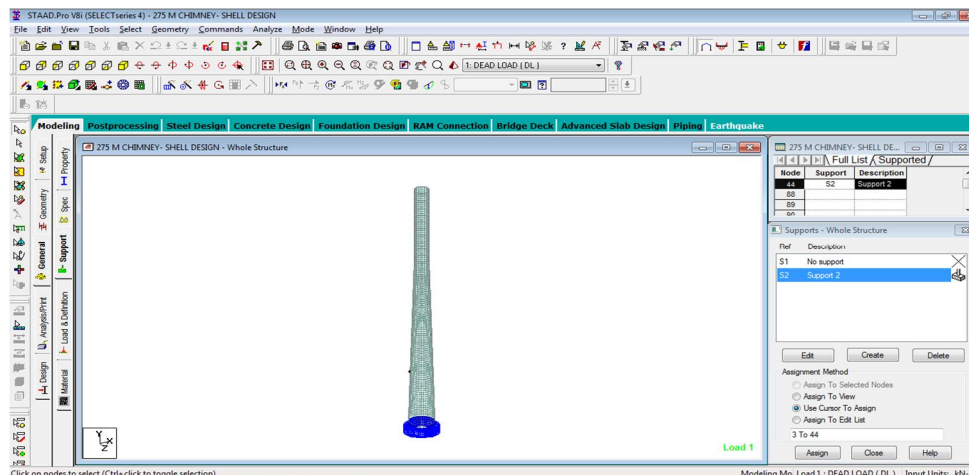 STAAD.Pro V8i (SELECTseries 4) - 275 M CHIMNEY- SHELL DESIGN
File Edit View Tools Select Geometry Commands Analyze Mode Window Help
1: DEAD LOAD ( DL )
Modeling Postprocessing Steel Design Concrete Design Foundation Design RAM Connection Bridge Deck Advanced Slab Design Piping Earthquake
Setup
Geometry
General
Analysis/Print
Design
Property
Spec
Support
Load & Definition
Material
275 M CHIMNEY- SHELL DESIGN - Whole Structure
Y
X
Z
Load 1
275 M CHIMNEY- SHELL DE...
Full List Supported
Node Support Description
44 S2 Support 2
88
89
90
Supports - Whole Structure
Ref Description
S1 No support
S2 Support 2
Edit Create Delete
Assignment Method
Assign To Selected Nodes
Assign To View
Use Cursor To Assign
Assign To Edit List
3 To 44
Assign Close Help
Click on nodes to select (Ctrl+click to toggle selection) Modeling Mo Load 1 : DEAD LOAD ( DL ) Input Units: kN-